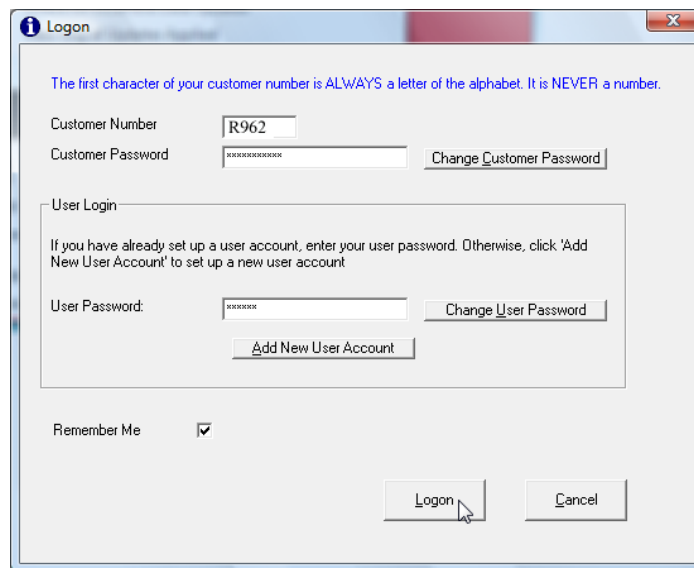 Logon
The first character of your customer number is ALWAYS a letter of the alphabet. It is NEVER a number.
Customer Number R962
Customer Password *********** Change Customer Password
User Login
If you have already set up a user account, enter your user password. Otherwise, click 'Add
New User Account' to set up a new user account
User Password: ****** Change User Password
Add New User Account
Remember Me
Logon Cancel